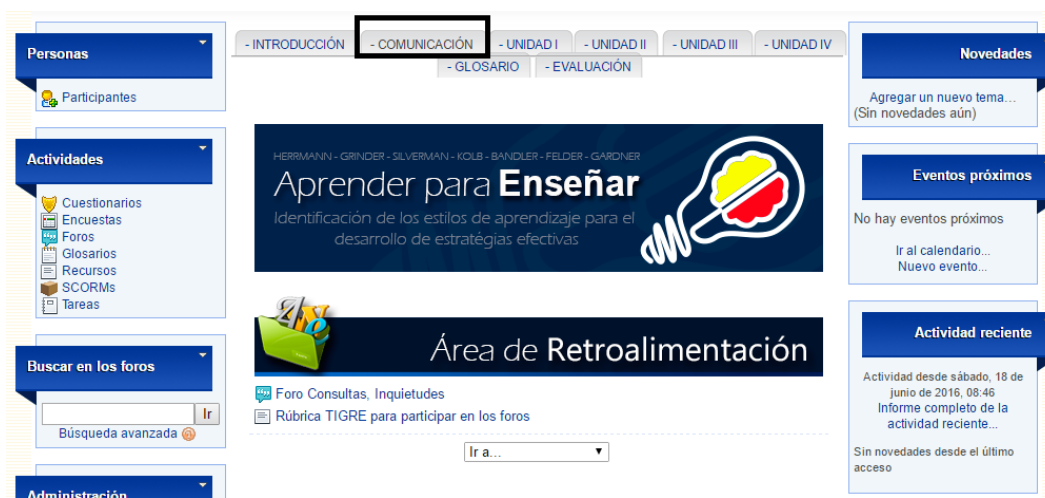 Personas
Participantes
Actividades
Cuestionarios
Encuestas
Foros
Glosarios
Recursos
SCORMs
Tareas
Buscar en los foros
Ir
Búsqueda avanzada
Administración
- INTRODUCCIÓN - COMUNICACIÓN - UNIDAD I - UNIDAD II - UNIDAD III - UNIDAD IV
- GLOSARIO - EVALUACIÓN
HERRMANN - GRINDER - SILVERMAN - KOLB - BANDLER - FELDER - GARDNER
Aprender para Enseñar
Identificación de los estilos de aprendizaje para el
desarrollo de estratégias efectivas
Área de Retroalimentación
Foro Consultas, Inquietudes
Rúbrica TIGRE para participar en los foros
Ir a...
Novedades
Agregar un nuevo tema...
(Sin novedades aún)
Eventos próximos
No hay eventos próximos
Ir al calendario...
Nuevo evento...
Actividad reciente
Actividad desde sábado, 18 de
junio de 2016, 08:46
Informe completo de la
actividad reciente...
Sin novedades desde el último
acceso